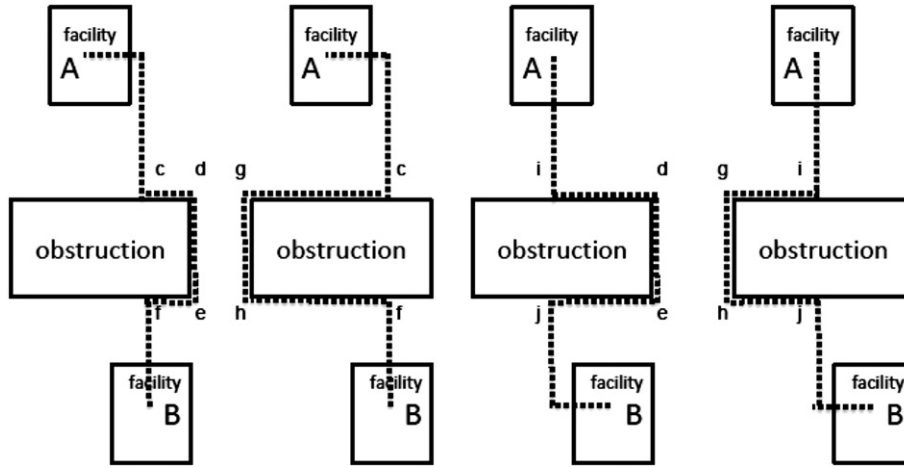 facility facility facility facility
A A A A
c d g c i d g i
obstruction obstruction obstruction obstruction
f e h f j e h j
facility facility facility facility
B B B B